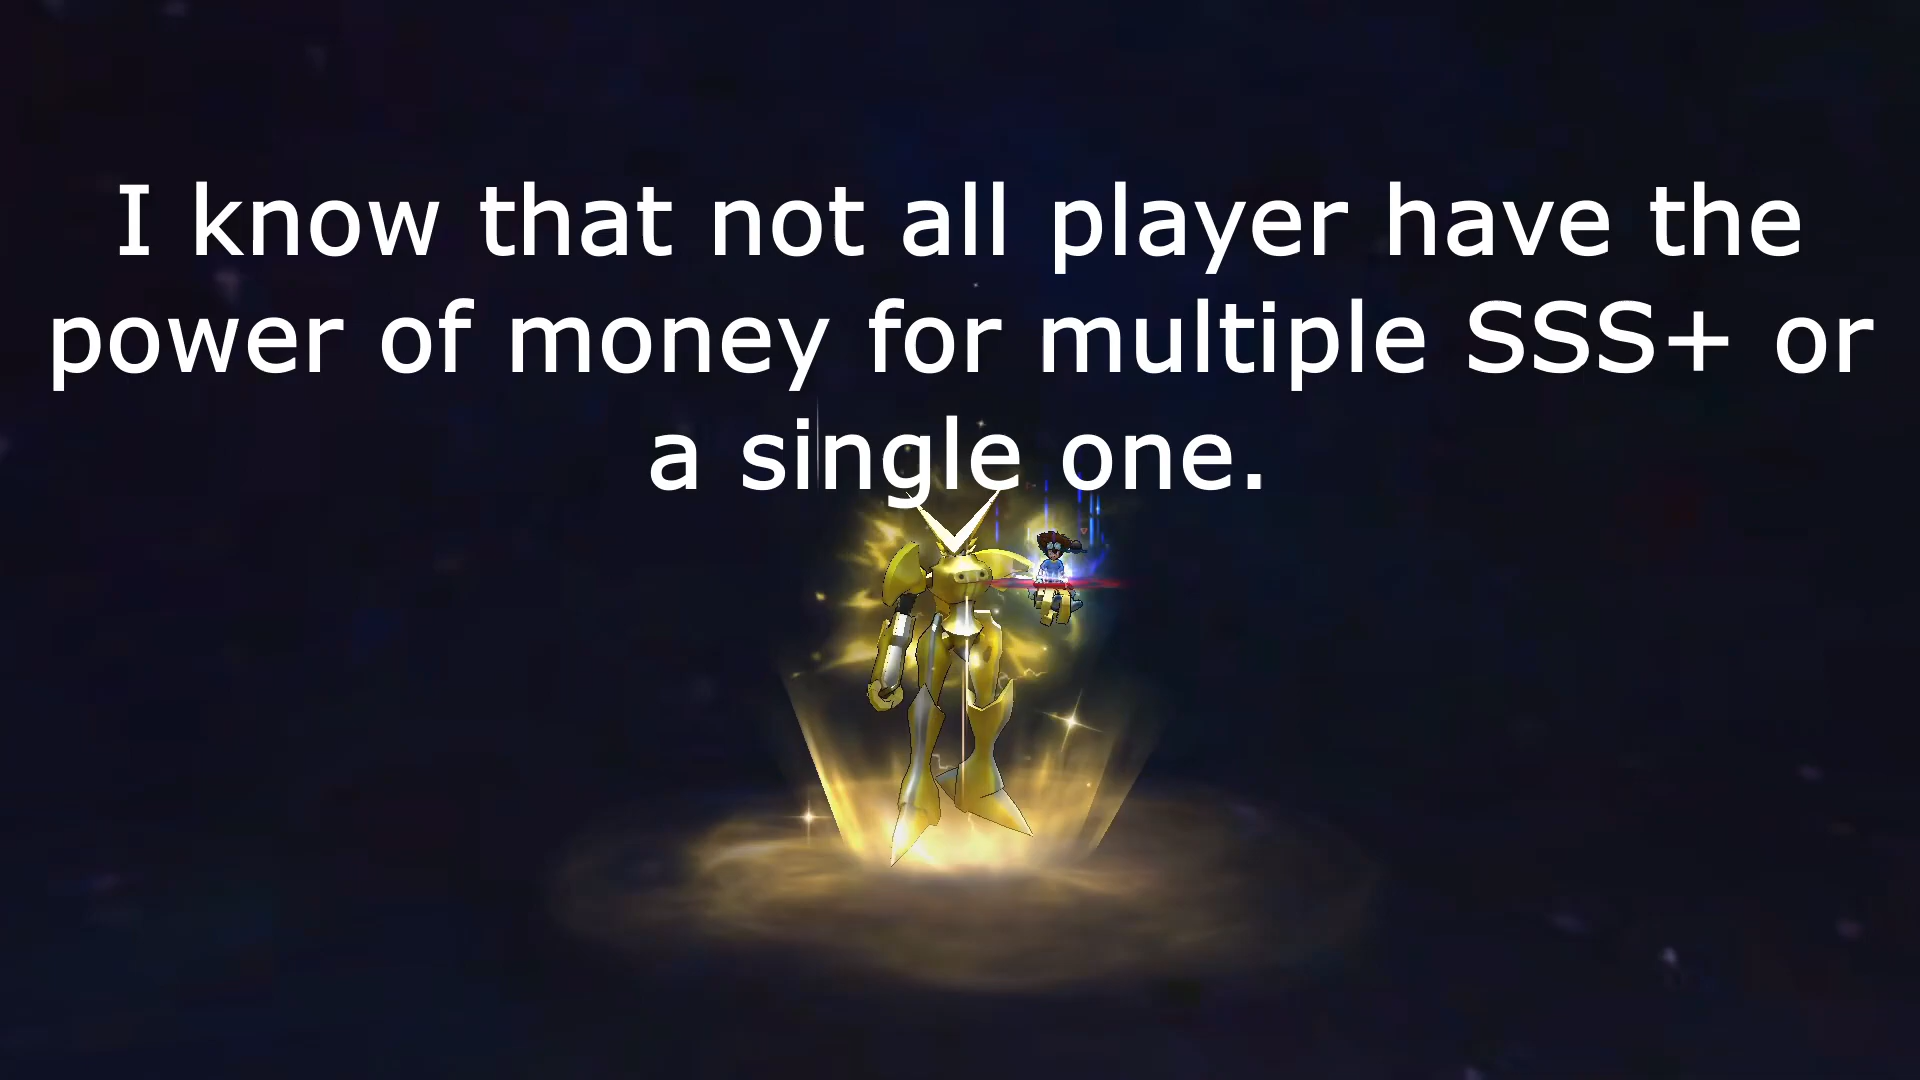 I know that not all player have the
power of money for multiple SSS+ or
a single one.